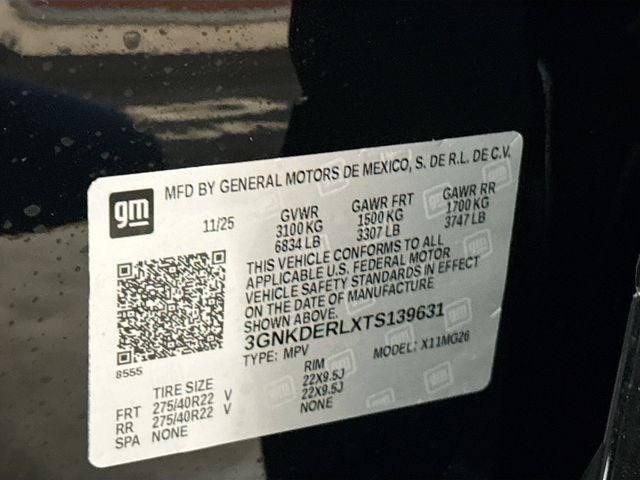 gm
MFD BY GENERAL MOTORS DE MEXICO, S. DE R.L. DE C.V.
11/25
GVWR GAWR FRT GAWR RR
3100 KG 1500 KG 1700 KG
6834 LB 3307 LB 3747 LB
THIS VEHICLE CONFORMS TO ALL
APPLICABLE U.S. FEDERAL MOTOR
VEHICLE SAFETY STANDARDS IN EFFECT
ON THE DATE OF MANUFACTURE
SHOWN ABOVE.
3GNKDERLXTS139631
TYPE: MPV MODEL: X11MG26
8555
TIRE SIZE RIM
FRT 275/40R22 V 22X9.5J
RR 275/40R22 V 22X9.5J
SPA NONE NONE